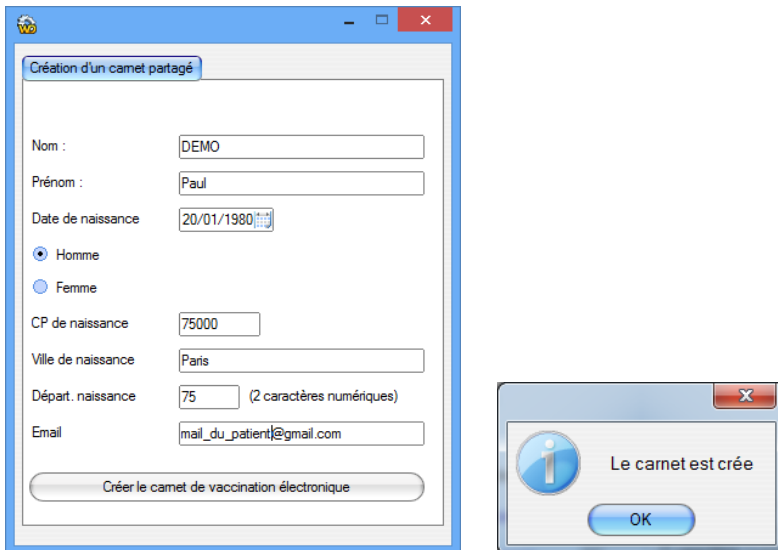 Création d'un carnet partagé
Nom : DEMO
Prénom : Paul
Date de naissance 20/01/1980
Homme
Femme
CP de naissance 75000
Ville de naissance Paris
Départ. naissance 75 (2 caractères numériques)
Email mail_du_patient@gmail.com
Créer le carnet de vaccination électronique
Le carnet est crée
OK